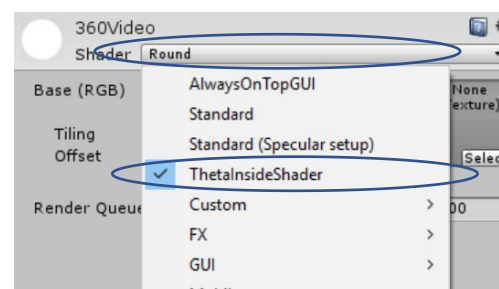 360Video
Shader Round
Base (RGB) None
Texture)
Tiling
Offset
Selec
Render Queue 00
AlwaysOnTopGUI
Standard
Standard (Specular setup)
ThetaInsideShader
Custom
FX
GUI